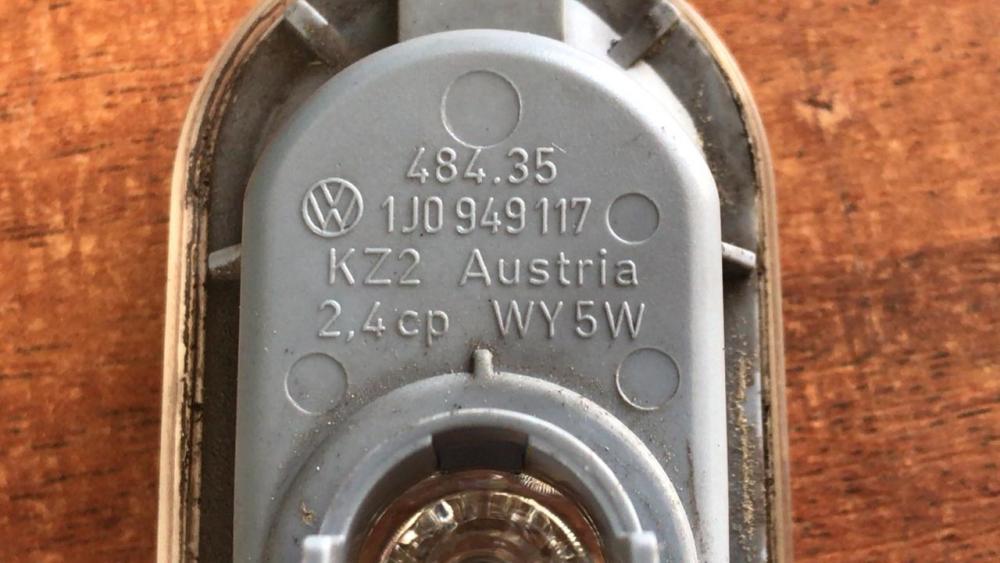 484.35
VW 1J0 949 117
KZ2 Austria
2,4cp WY5W